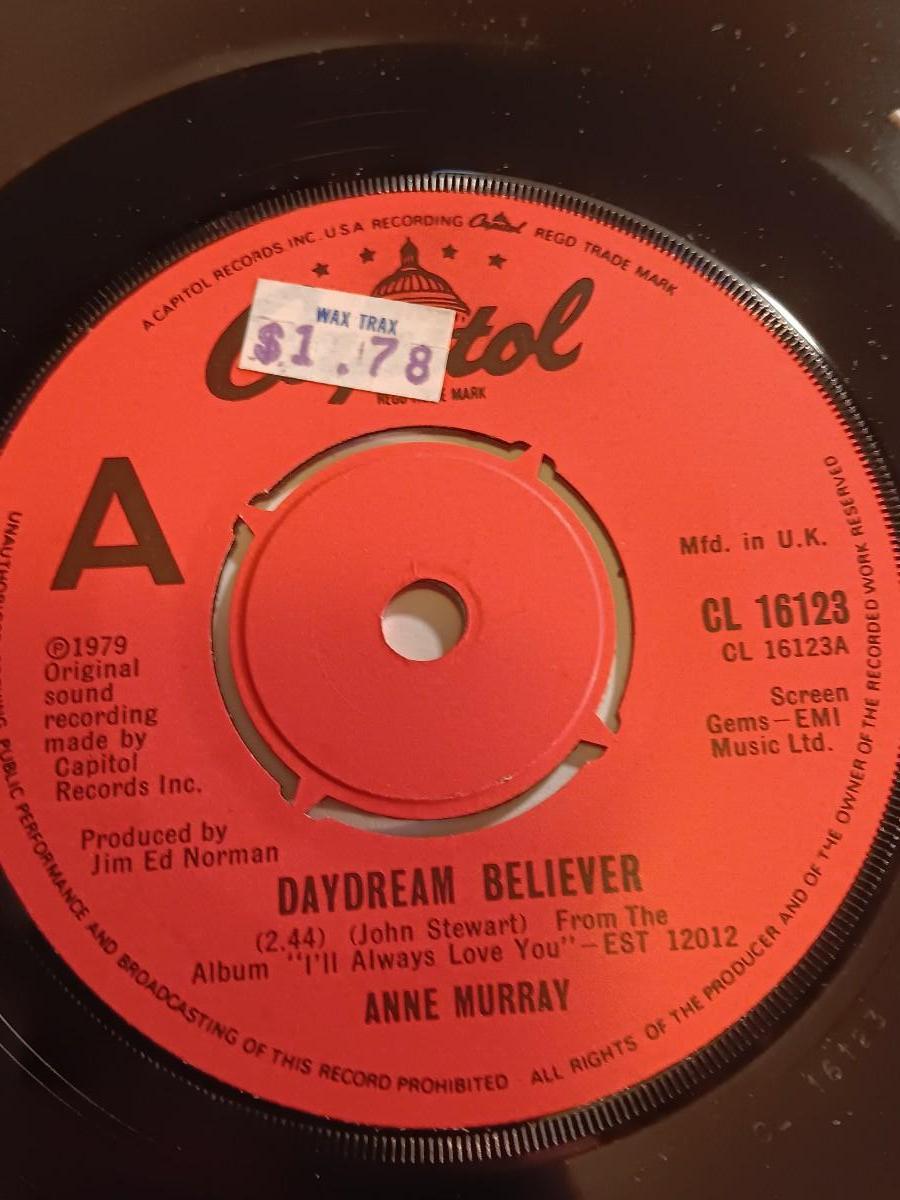 A CAPITOL RECORDS INC. U.S.A RECORDING Capitol REGD TRADE MARK
WAX TRAX
$1.78
Capitol
MARK
A
Mfd. in U.K.
CL 16123
CL 16123A
℗1979
Original
sound
recording
made by
Capitol
Records Inc.
Screen
Gems–EMI
Music Ltd.
Produced by
Jim Ed Norman
DAYDREAM BELIEVER
(2.44) (John Stewart) From The
Album "I'll Always Love You"–EST 12012
ANNE MURRAY
PUBLIC PERFORMANCE AND BROADCASTING OF THIS RECORD PROHIBITED ALL RIGHTS OF THE PRODUCER AND OF THE OWNER OF THE RECORDED WORK RESERVED
16123